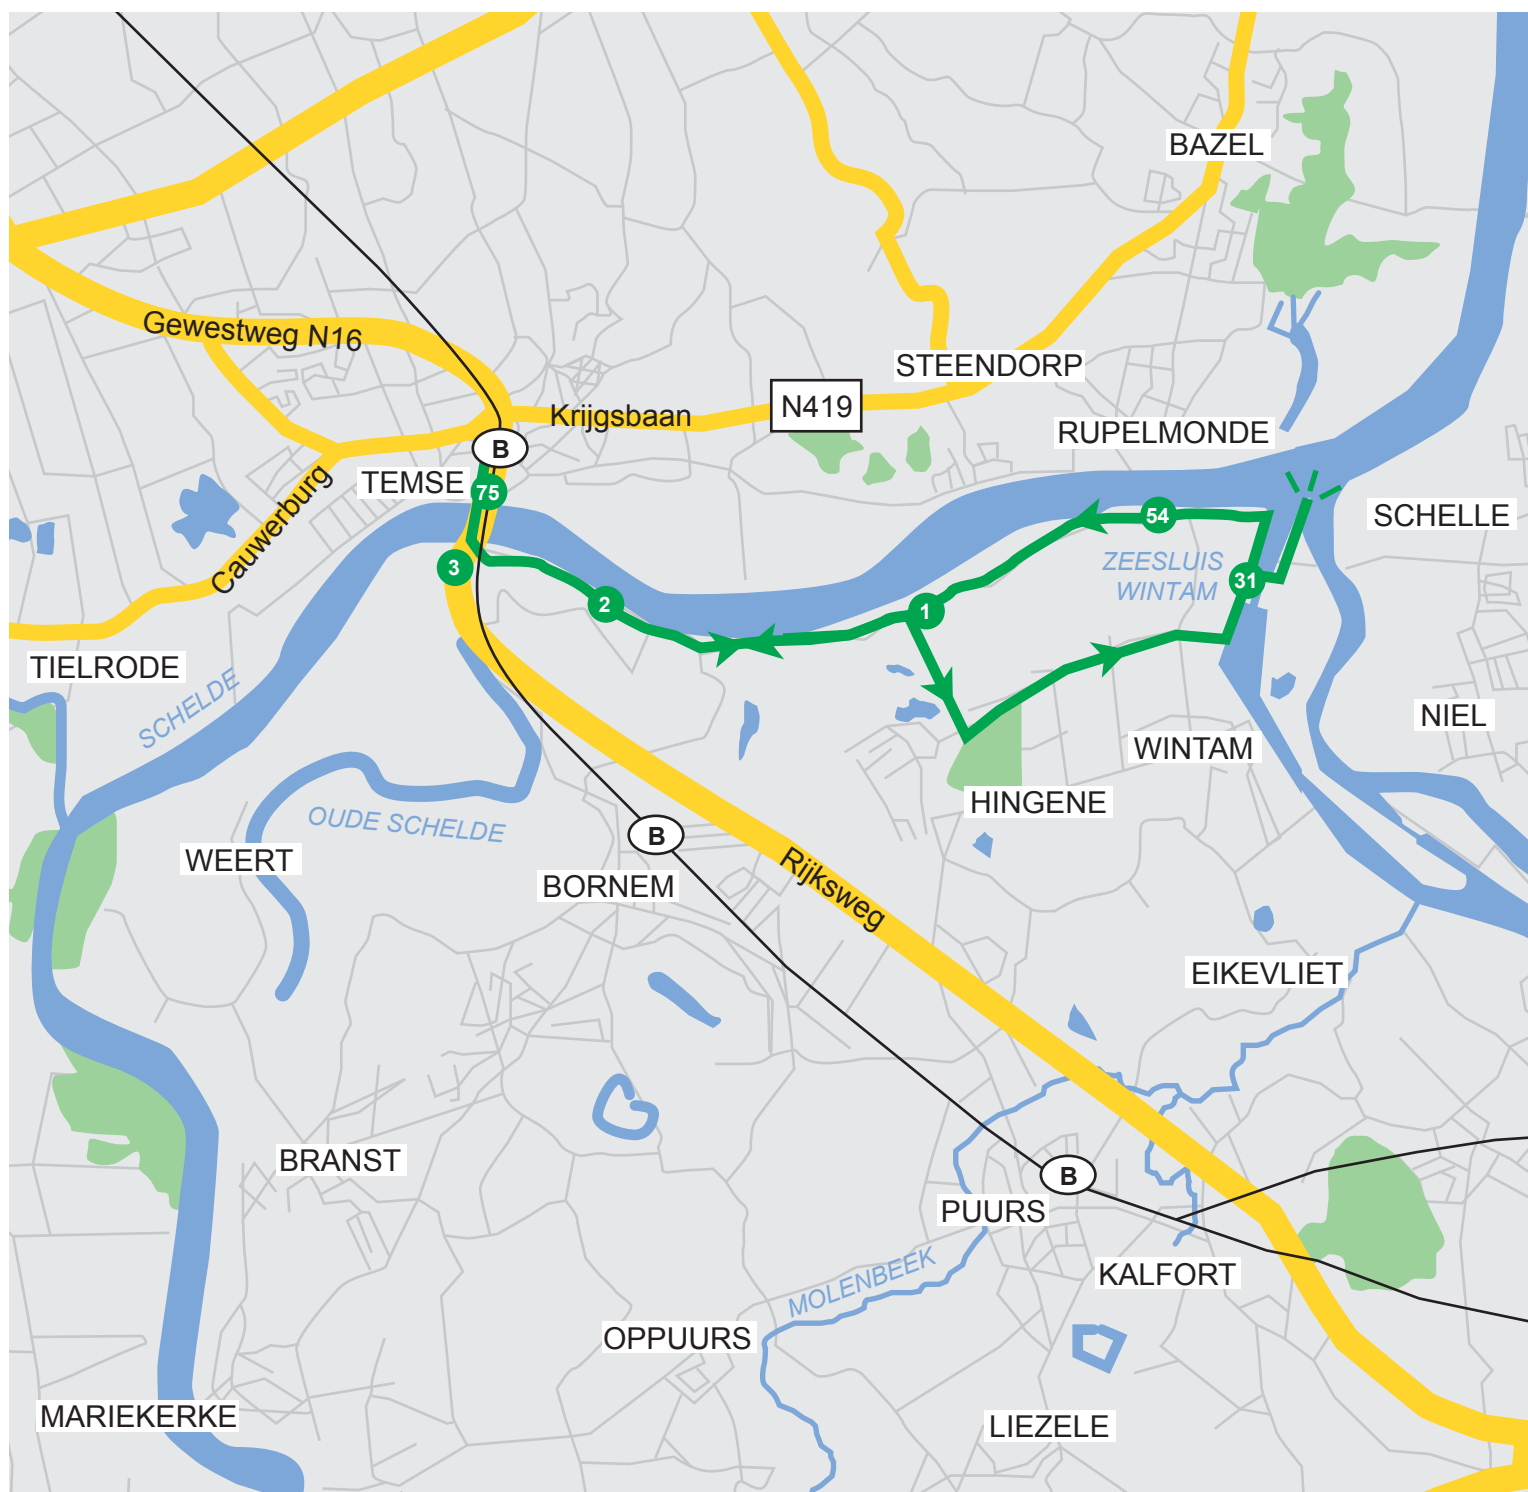 BAZEL
Gewestweg N16
STEENDORP
Krijgsbaan
N419
RUPELMONDE
B
TEMSE
75
SCHELLE
54
Cauwerburg
3
ZEESLUIS
WINTAM
31
2
1
TIELRODE
SCHELDE
NIEL
WINTAM
HINGENE
OUDE SCHELDE
B
WEERT
BORNEM
Rijksweg
EIKEVLIET
BRANST
B
PUURS
KALFORT
MOLENBEEK
OPPUURS
MARIEKERKE
LIEZELE